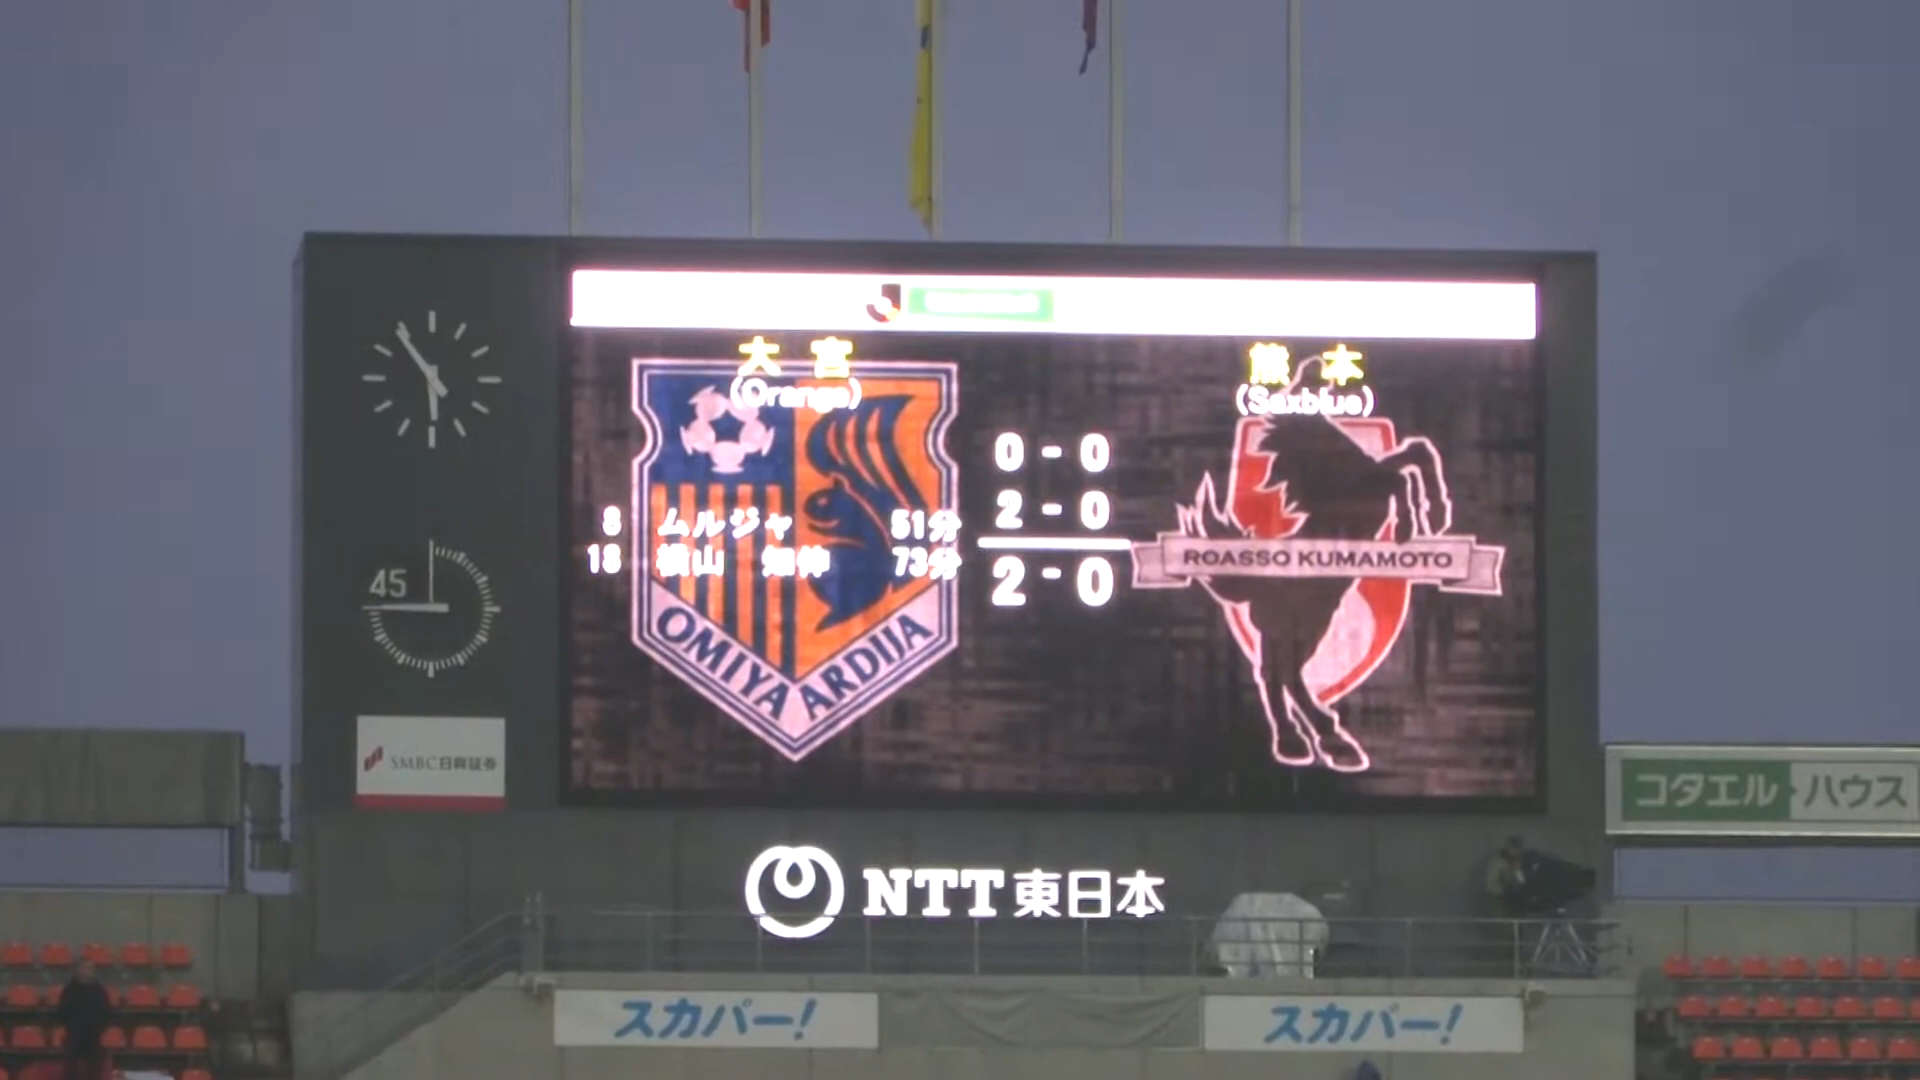 大宮
(Orange)
熊本
(Saxblue)
0 - 0
2 - 0
2 - 0
8 ムルジャ 51分
18 横山 知伸 73分
OMIYA ARDIJA
ROASSO KUMAMOTO
45
SMBC日興証券
コタエル ハウス
NTT東日本
スカパー!
スカパー!